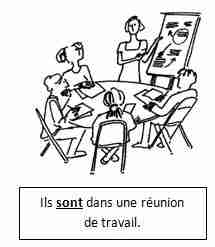 Ils sont dans une réunion
de travail.